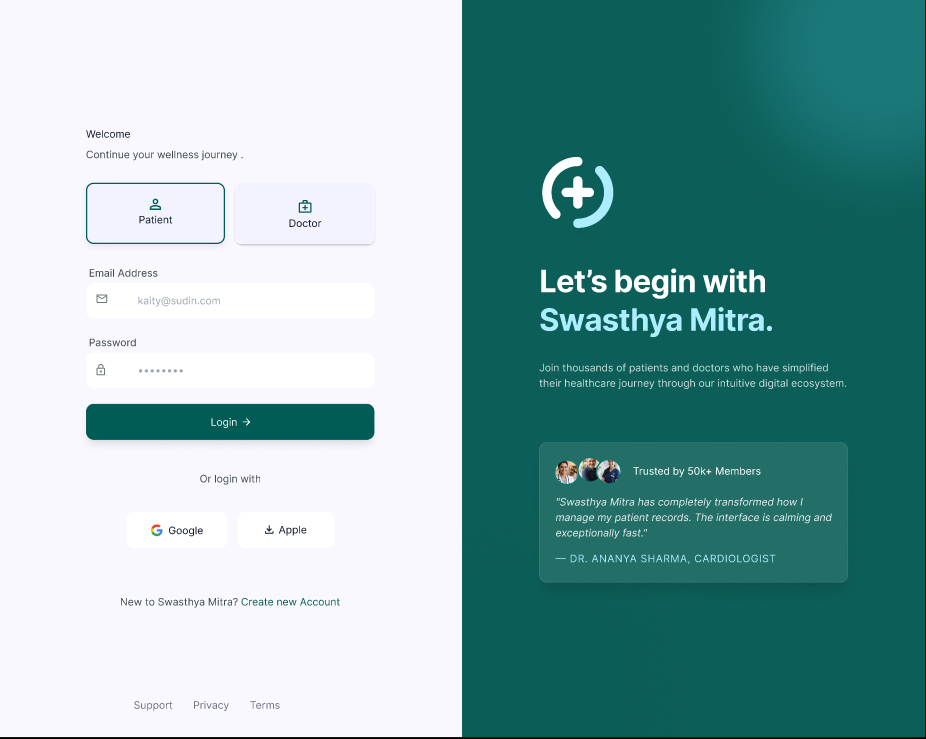 Welcome
Continue your wellness journey .
Patient
Doctor
Email Address
kaity@sudin.com
Password
••••••••
Login →
Or login with
Google
Apple
New to Swasthya Mitra? Create new Account
Support Privacy Terms
Let’s begin with
Swasthya Mitra.
Join thousands of patients and doctors who have simplified
their healthcare journey through our intuitive digital ecosystem.
Trusted by 50k+ Members
"Swasthya Mitra has completely transformed how I
manage my patient records. The interface is calming and
exceptionally fast."
— DR. ANANYA SHARMA, CARDIOLOGIST